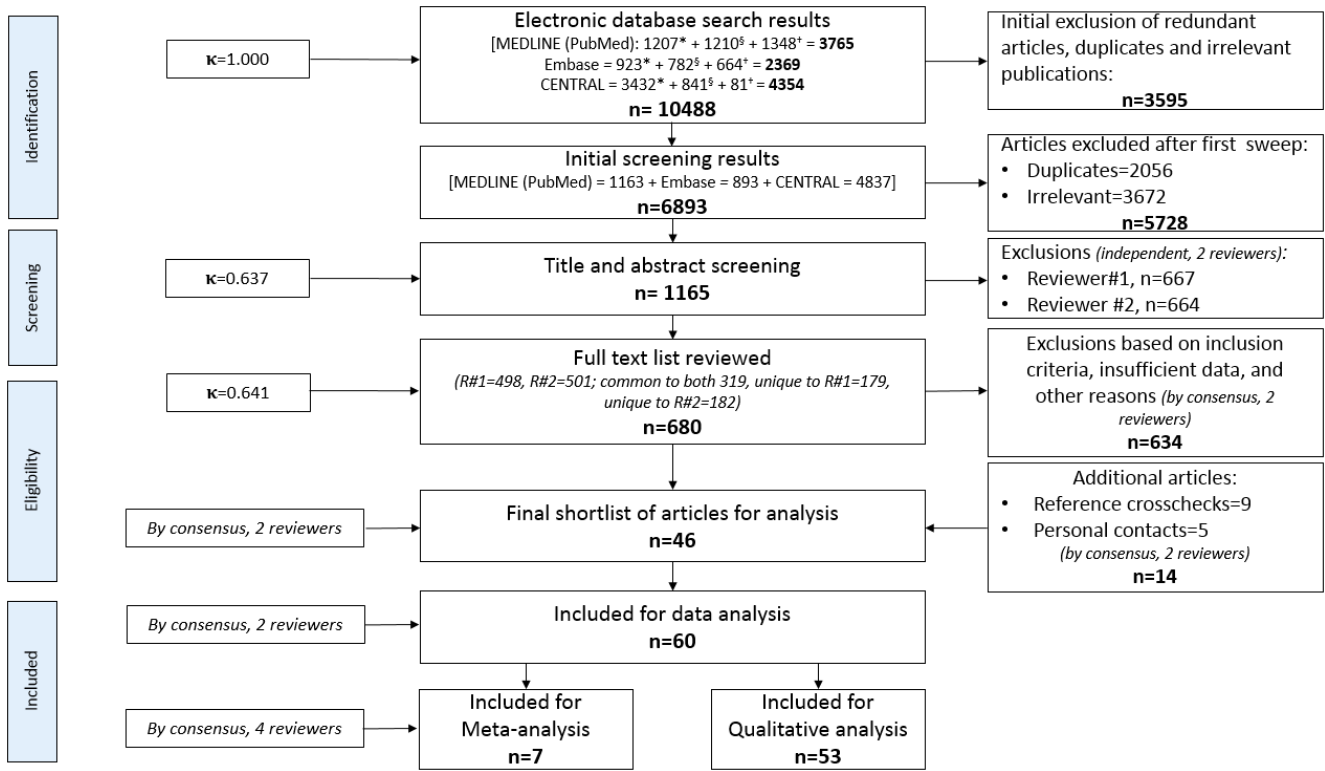 Identification
κ=1.000
Electronic database search results
[MEDLINE (PubMed): 1207* + 1210§ + 1348† = 3765
Embase = 923* + 782§ + 664† = 2369
CENTRAL = 3432* + 841§ + 81† = 4354
n= 10488
Initial exclusion of redundant
articles, duplicates and irrelevant
publications:
n=3595
Initial screening results
[MEDLINE (PubMed) = 1163 + Embase = 893 + CENTRAL = 4837]
n=6893
Articles excluded after first sweep:
• Duplicates=2056
• Irrelevant=3672
n=5728
Screening
κ=0.637
Title and abstract screening
n= 1165
Exclusions (independent, 2 reviewers):
• Reviewer#1, n=667
• Reviewer #2, n=664
Eligibility
κ=0.641
Full text list reviewed
(R#1=498, R#2=501; common to both 319, unique to R#1=179,
unique to R#2=182)
n=680
Exclusions based on inclusion
criteria, insufficient data, and
other reasons (by consensus, 2
reviewers)
n=634
By consensus, 2 reviewers
Final shortlist of articles for analysis
n=46
Additional articles:
• Reference crosschecks=9
• Personal contacts=5
(by consensus, 2 reviewers)
n=14
Included
By consensus, 2 reviewers
Included for data analysis
n=60
By consensus, 4 reviewers
Included for
Meta-analysis
n=7
Included for
Qualitative analysis
n=53